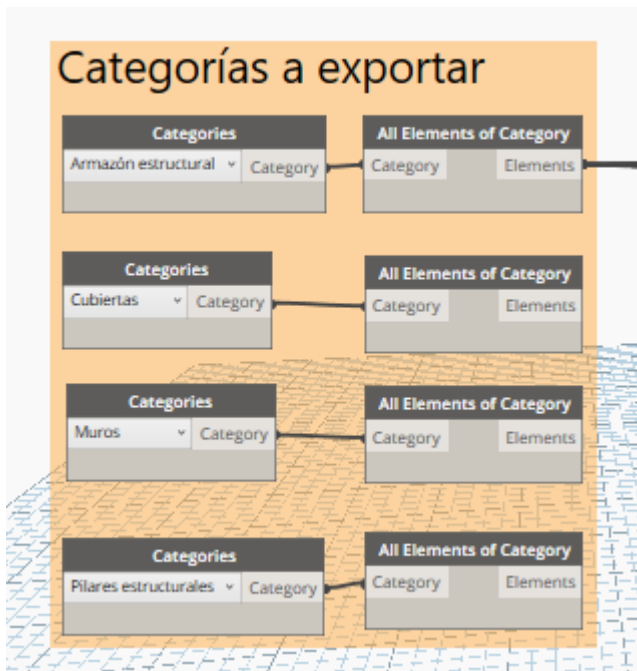 Categorías a exportar
Categories
All Elements of Category
Armazón estructural
Category
Category
Elements
Categories
All Elements of Category
Cubiertas
Category
Category
Elements
Categories
All Elements of Category
Muros
Category
Category
Elements
Categories
All Elements of Category
Pilares estructurales
Category
Category
Elements